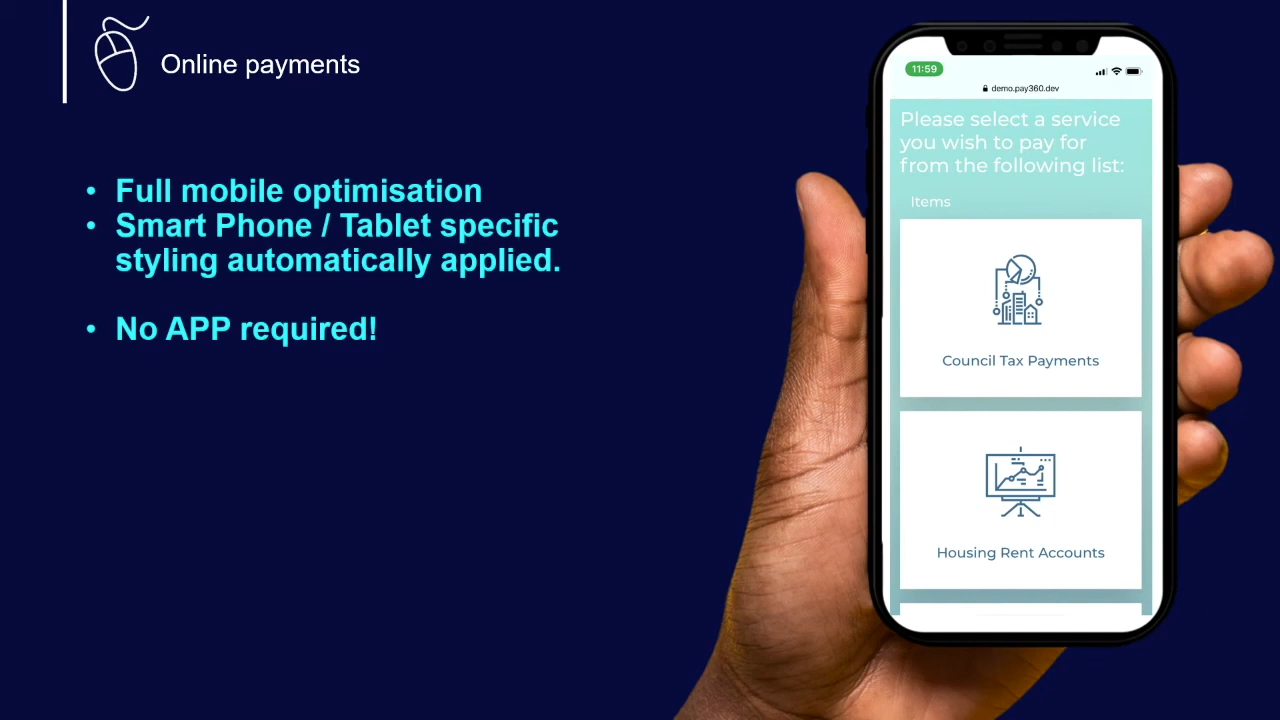 Online payments
• Full mobile optimisation
• Smart Phone / Tablet specific
styling automatically applied.
• No APP required!
11:59
demo.pay360.dev
Please select a service
you wish to pay for
from the following list:
Items
Council Tax Payments
Housing Rent Accounts